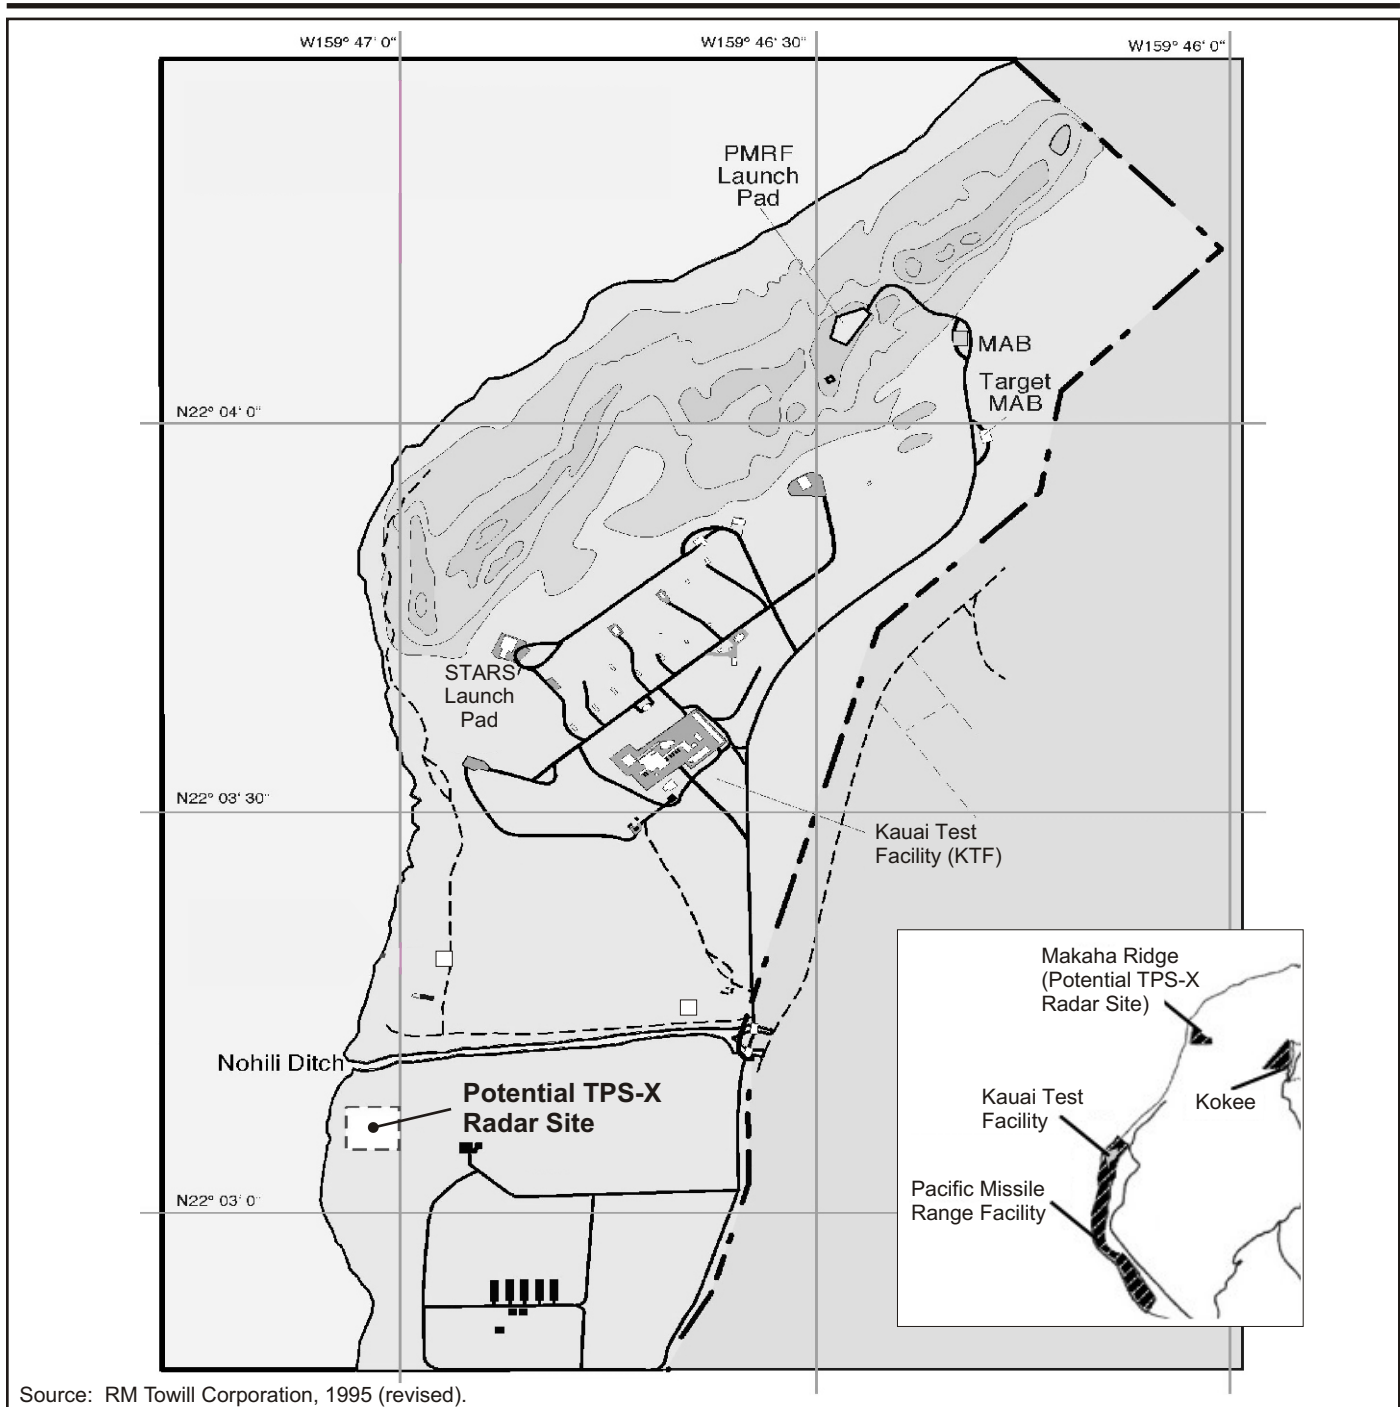 W159° 47' 0"
W159° 46' 30"
W159° 46' 0"
PMRF
Launch
Pad
MAB
Target
MAB
N22° 04' 0"
STARS
Launch
Pad
N22° 03' 30"
Kauai Test
Facility (KTF)
Nohili Ditch
Potential TPS-X
Radar Site
N22° 03' 0"
Makaha Ridge
(Potential TPS-X
Radar Site)
Kokee
Kauai Test
Facility
Pacific Missile
Range Facility
Source: RM Towill Corporation, 1995 (revised).